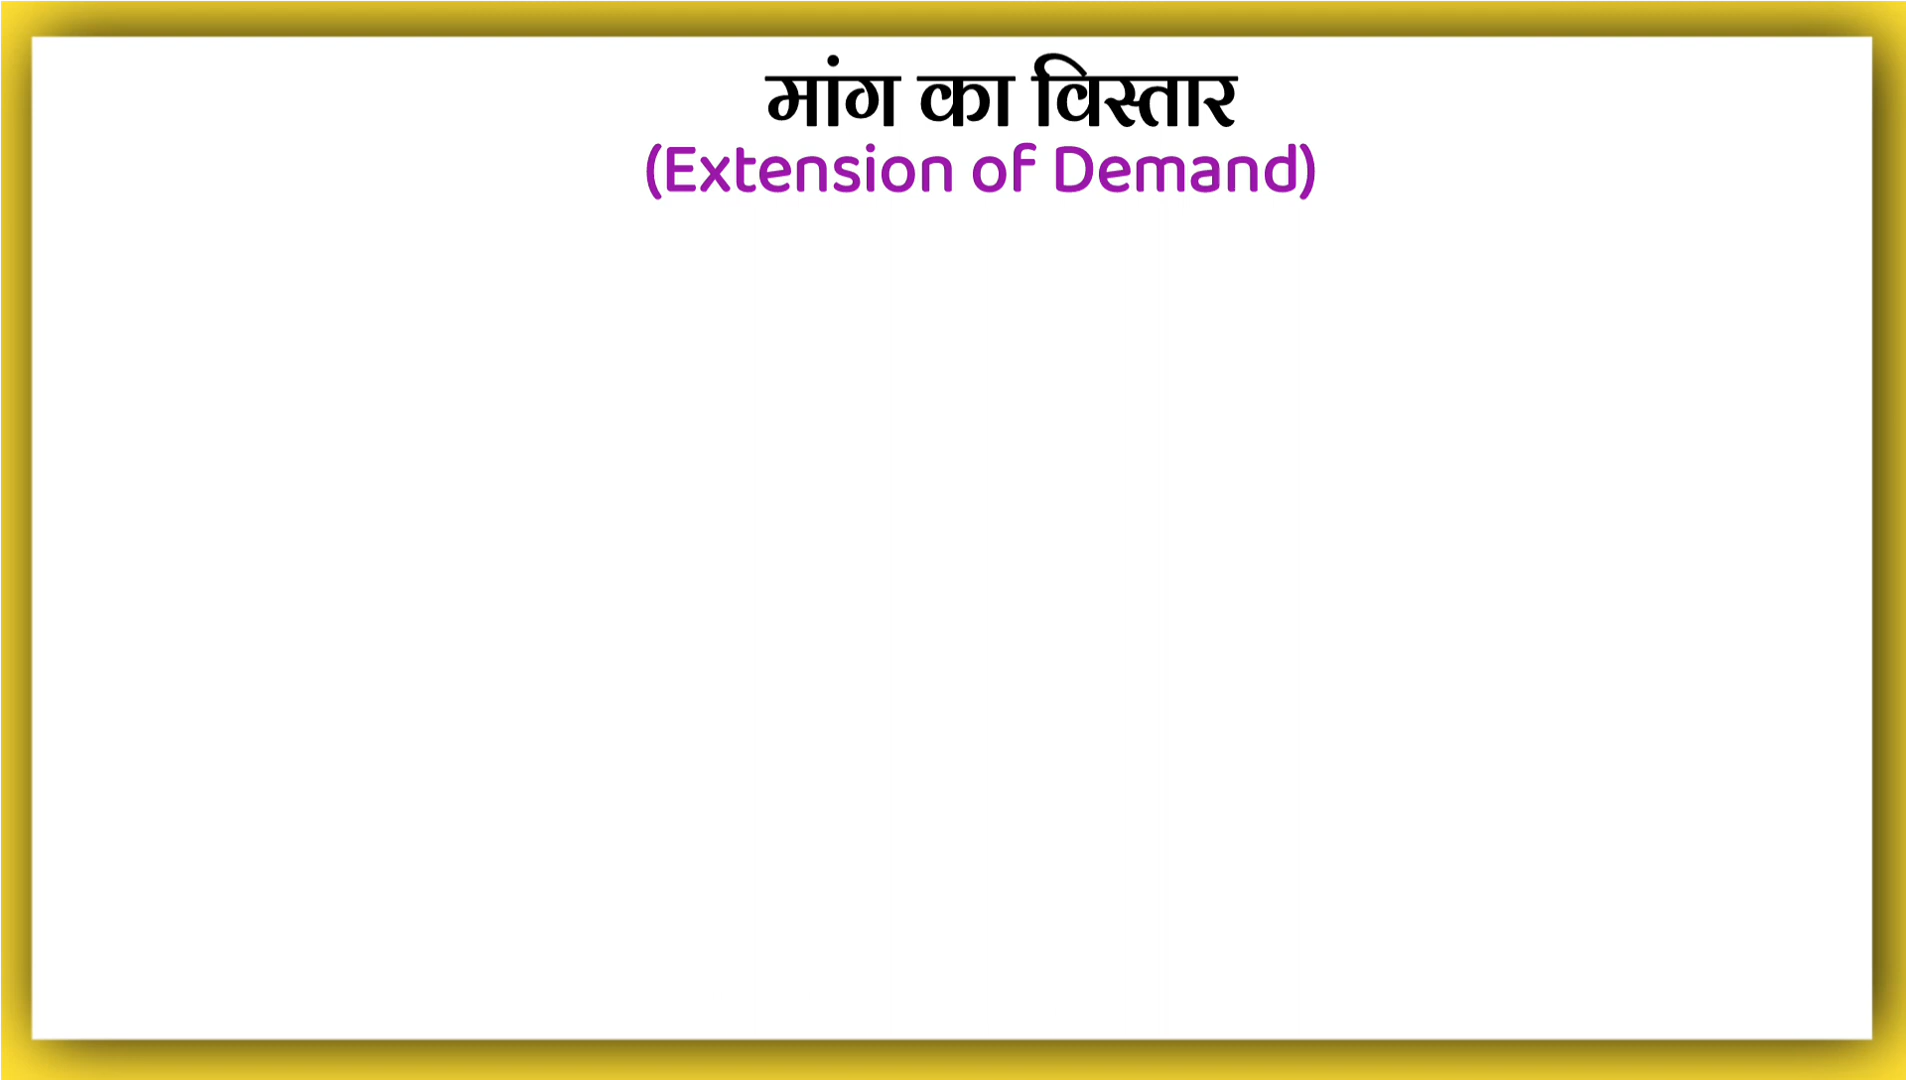 मांग का विस्तार
(Extension of Demand)